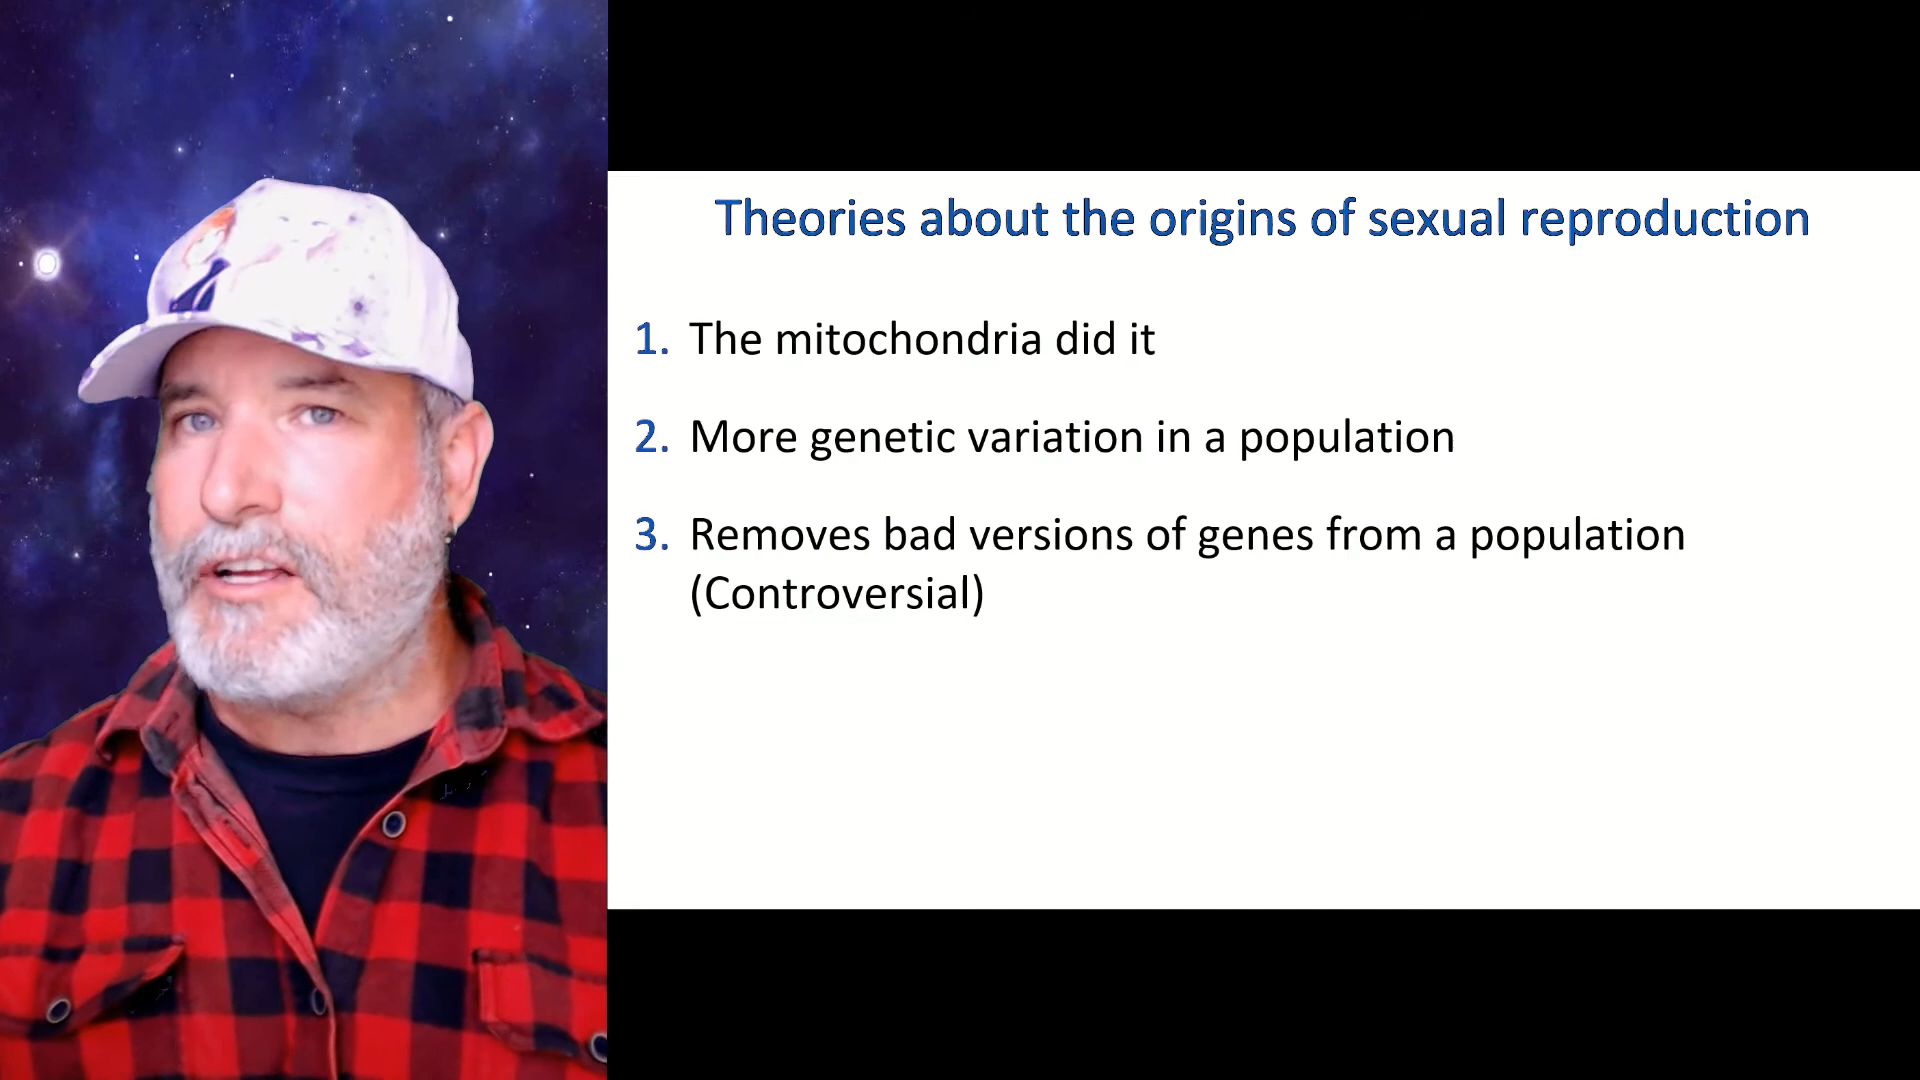 Theories about the origins of sexual reproduction
1. The mitochondria did it
2. More genetic variation in a population
3. Removes bad versions of genes from a population
(Controversial)